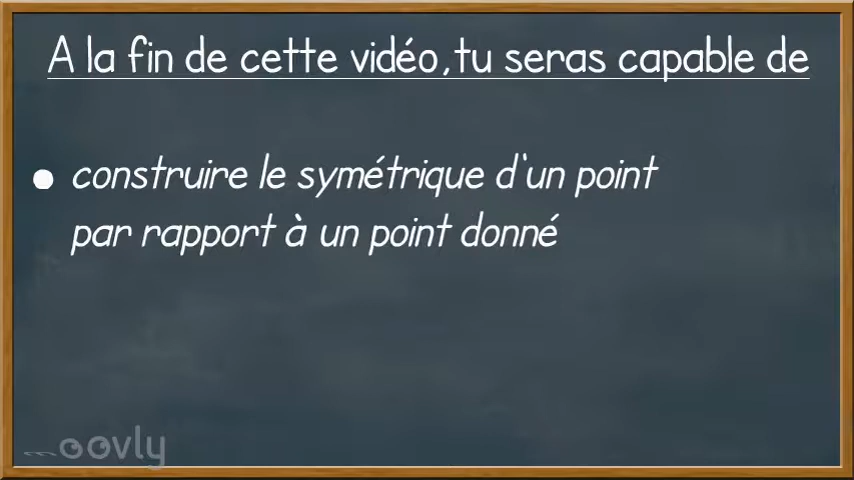 A la fin de cette vidéo, tu seras capable de
construire le symétrique d'un point
par rapport à un point donné
moovly